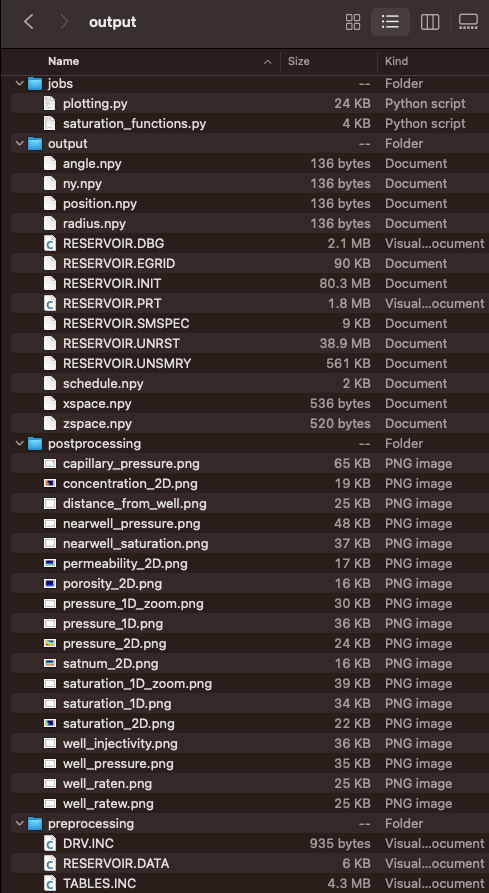 output
Name Size Kind
jobs -- Folder
plotting.py 24 KB Python script
saturation_functions.py 4 KB Python script
output -- Folder
angle.npy 136 bytes Document
ny.npy 136 bytes Document
position.npy 136 bytes Document
radius.npy 136 bytes Document
RESERVOIR.DBG 2.1 MB Visual...ocument
RESERVOIR.EGRID 90 KB Document
RESERVOIR.INIT 80.3 MB Document
RESERVOIR.PRT 1.8 MB Visual...ocument
RESERVOIR.SMSPEC 9 KB Document
RESERVOIR.UNRST 38.9 MB Document
RESERVOIR.UNSMRY 561 KB Document
schedule.npy 2 KB Document
xspace.npy 536 bytes Document
zspace.npy 520 bytes Document
postprocessing -- Folder
capillary_pressure.png 65 KB PNG image
concentration_2D.png 19 KB PNG image
distance_from_well.png 25 KB PNG image
nearwell_pressure.png 48 KB PNG image
nearwell_saturation.png 37 KB PNG image
permeability_2D.png 17 KB PNG image
porosity_2D.png 16 KB PNG image
pressure_1D_zoom.png 30 KB PNG image
pressure_1D.png 36 KB PNG image
pressure_2D.png 24 KB PNG image
satnum_2D.png 16 KB PNG image
saturation_1D_zoom.png 39 KB PNG image
saturation_1D.png 34 KB PNG image
saturation_2D.png 22 KB PNG image
well_injectivity.png 36 KB PNG image
well_pressure.png 35 KB PNG image
well_raten.png 25 KB PNG image
well_ratew.png 25 KB PNG image
preprocessing -- Folder
DRV.INC 935 bytes Visual...ocument
RESERVOIR.DATA 6 KB Visual...ocument
TABLES.INC 4.3 MB Visual...ocument